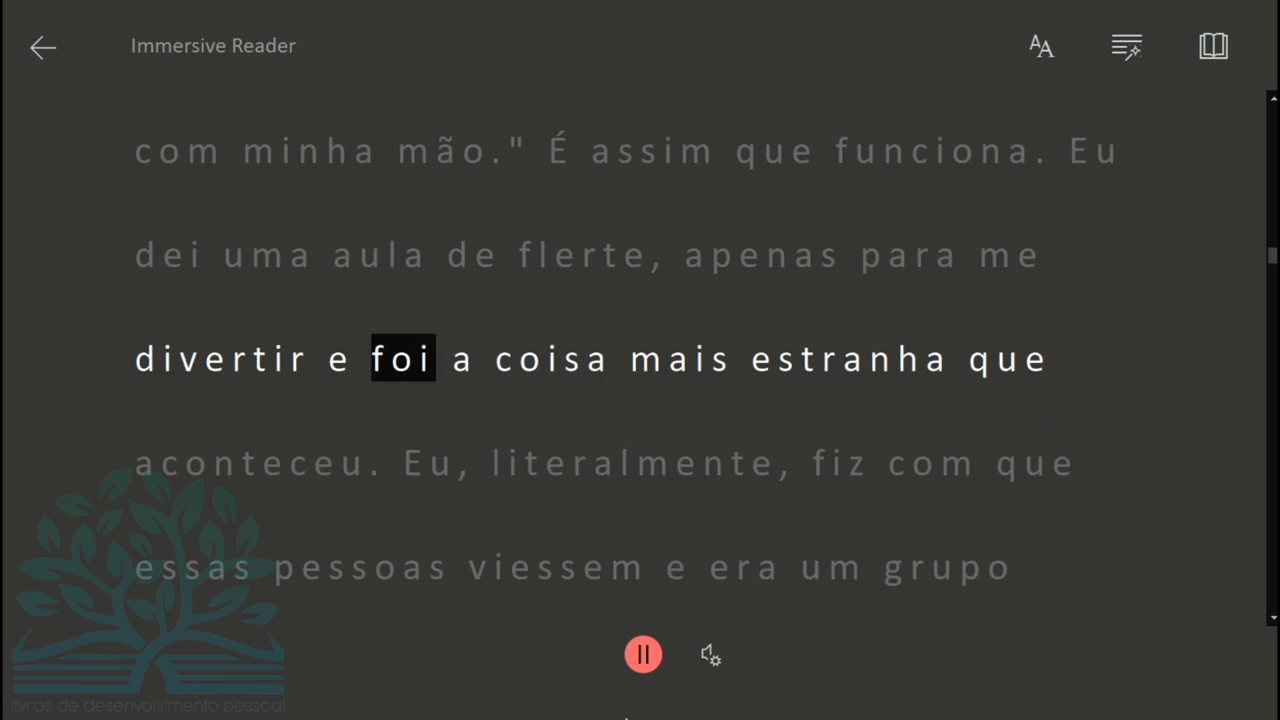 Immersive Reader
com minha mão." É assim que funciona. Eu
dei uma aula de flerte, apenas para me
divertir e foi a coisa mais estranha que
aconteceu. Eu, literalmente, fiz com que
essas pessoas viessem e era um grupo
livros de desenvolvimento pessoal